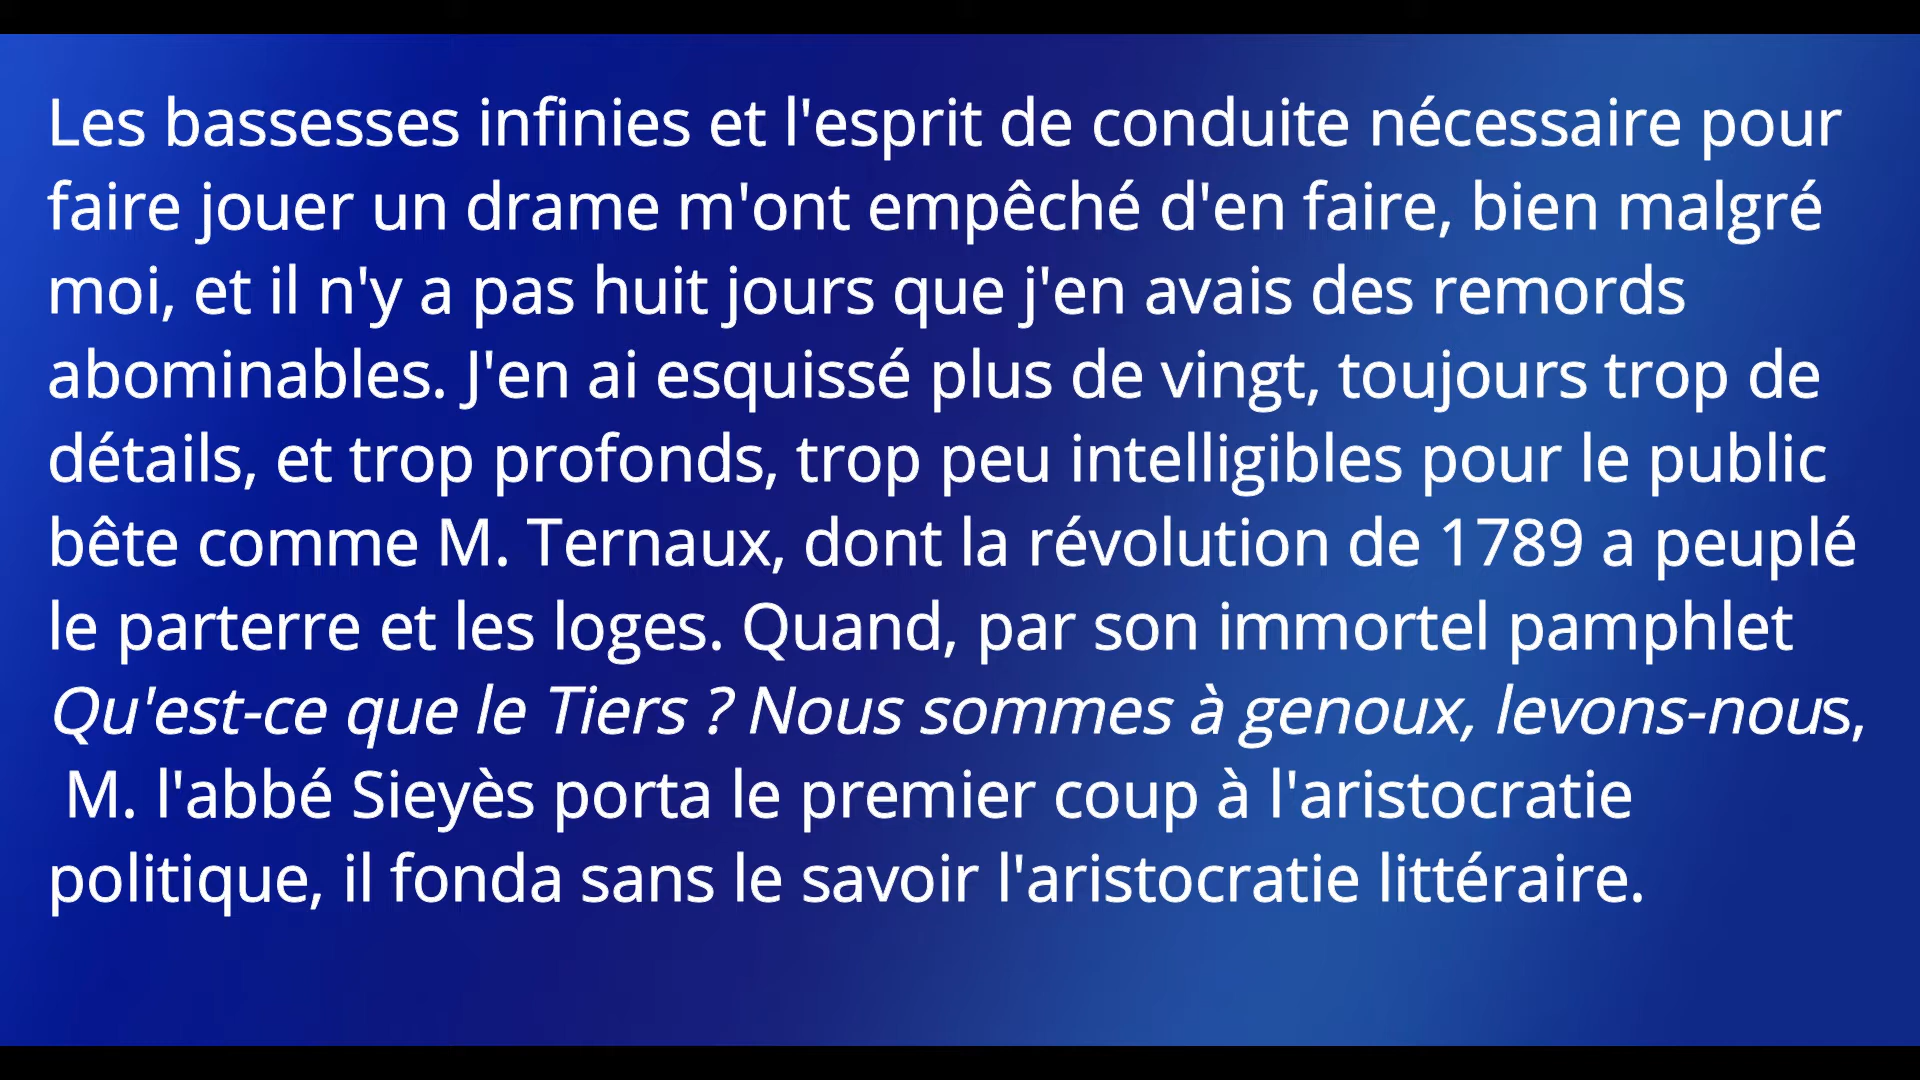 Les bassesses infinies et l'esprit de conduite nécessaire pour
faire jouer un drame m'ont empêché d'en faire, bien malgré
moi, et il n'y a pas huit jours que j'en avais des remords
abominables. J'en ai esquissé plus de vingt, toujours trop de
détails, et trop profonds, trop peu intelligibles pour le public
bête comme M. Ternaux, dont la révolution de 1789 a peuplé
le parterre et les loges. Quand, par son immortel pamphlet
Qu'est-ce que le Tiers ? Nous sommes à genoux, levons-nous,
M. l'abbé Sieyès porta le premier coup à l'aristocratie
politique, il fonda sans le savoir l'aristocratie littéraire.